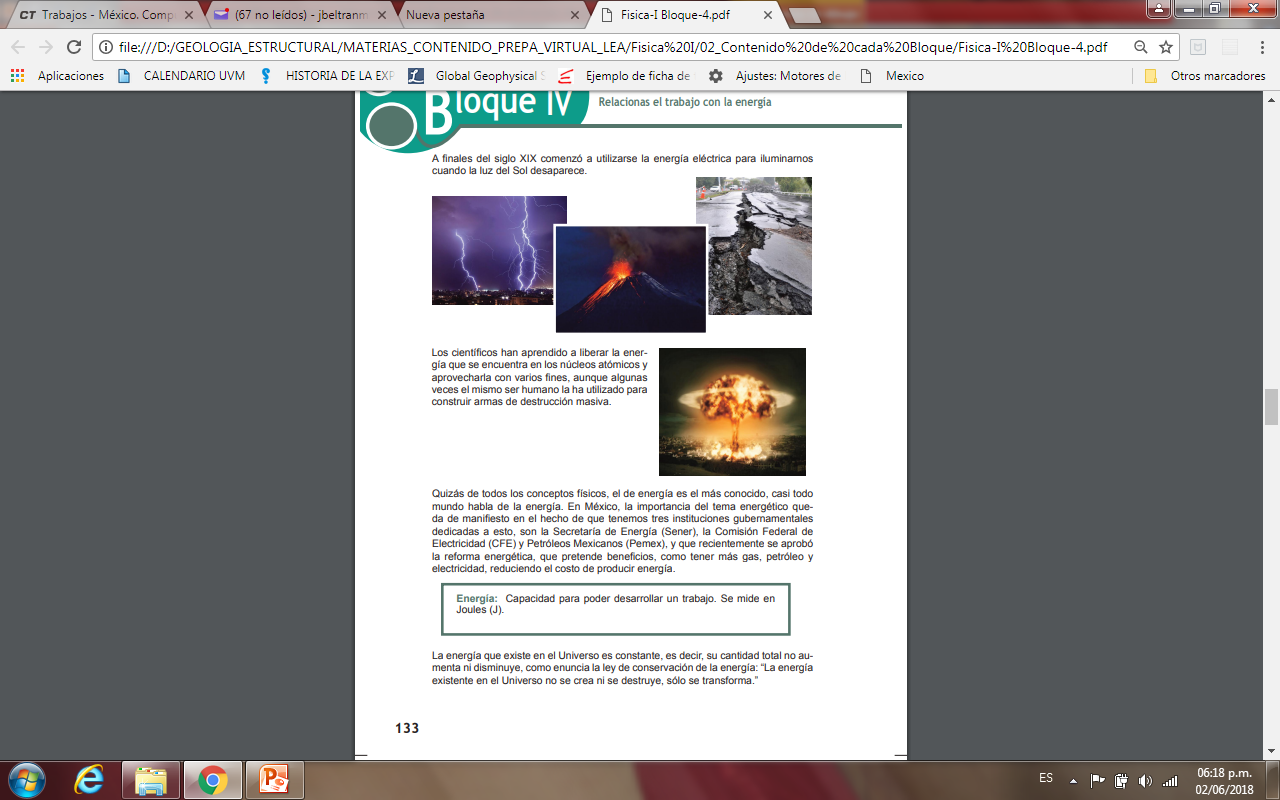 Trabajos - México. Comp
(67 no leídos) - jbeltranm
Nueva pestaña
Fisica-I Bloque-4.pdf
file:///D:/GEOLOGIA_ESTRUCTURAL/MATERIAS_CONTENIDO_PREPA_VIRTUAL_LEA/Fisica%20I/02_Contenido%20de%20cada%20Bloque/Fisica-I%20Bloque-4.pdf
Aplicaciones
CALENDARIO UVM
HISTORIA DE LA EXP
Global Geophysical S
Ejemplo de ficha de
Ajustes: Motores de
Mexico
Otros marcadores
Bloque IV
Relacionas el trabajo con la energía
A finales del siglo XIX comenzó a utilizarse la energía eléctrica para iluminarnos
cuando la luz del Sol desaparece.
Los científicos han aprendido a liberar la ener-
gía que se encuentra en los núcleos atómicos y
aprovecharla con varios fines, aunque algunas
veces el mismo ser humano la ha utilizado para
construir armas de destrucción masiva.
Quizás de todos los conceptos físicos, el de energía es el más conocido, casi todo
mundo habla de la energía. En México, la importancia del tema energético que-
da de manifiesto en el hecho de que tenemos tres instituciones gubernamentales
dedicadas a esto, son la Secretaría de Energía (Sener), la Comisión Federal de
Electricidad (CFE) y Petróleos Mexicanos (Pemex), y que recientemente se aprobó
la reforma energética, que pretende beneficios, como tener más gas, petróleo y
electricidad, reduciendo el costo de producir energía.
Energía: Capacidad para poder desarrollar un trabajo. Se mide en
Joules (J).
La energía que existe en el Universo es constante, es decir, su cantidad total no au-
menta ni disminuye, como enuncia la ley de conservación de la energía: “La energía
existente en el Universo no se crea ni se destruye, sólo se transforma.”
133
ES
06:18 p.m.
02/06/2018